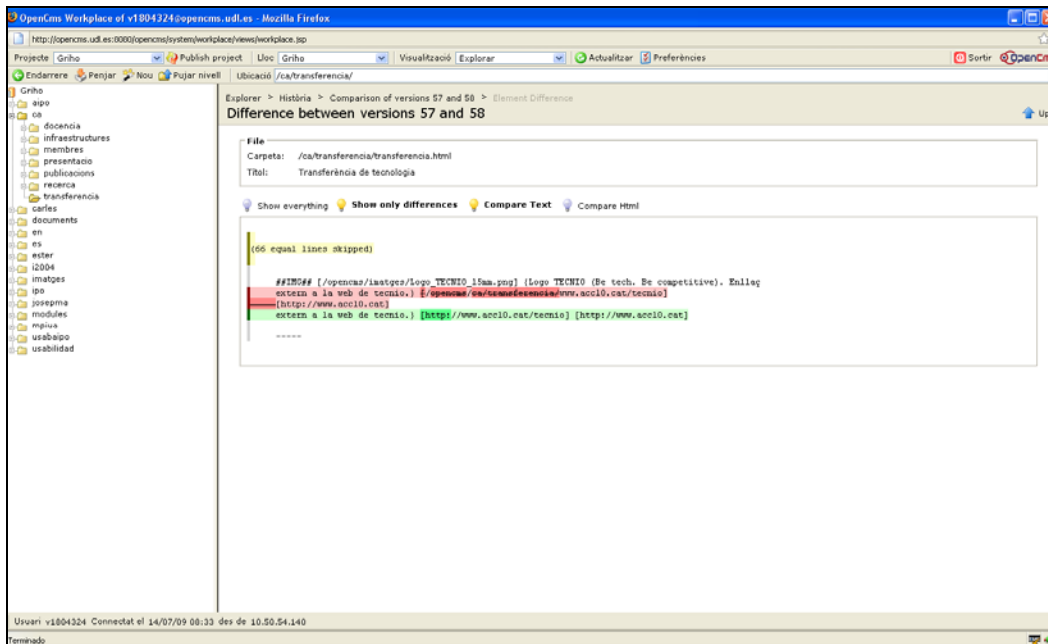 OpenCms Workplace of v1804324@opencms.udl.es - Mozilla Firefox
http://opencms.udl.es:8080/opencms/system/workplace/views/workplace.jsp
Projecte Griho Publish project Lloc Griho Visualització Explorar Actualitzar Preferències Sortir OpenCm
Endarrere Penjar Nou Pujar nivell Ubicació /ca/transferencia/
Griho
aipo
ca
docencia
infraestructures
membres
presentacio
publicacions
recerca
transferencia
carles
documents
en
es
ester
i2004
imatges
ipo
josepma
modules
mpiua
usabaipo
usabilidad
Explorer > Història > Comparison of versions 57 and 58 > Element Difference
Difference between versions 57 and 58
Up
File
Carpeta: /ca/transferencia/transferencia.html
Títol: Transferència de tecnologia
Show everything Show only differences Compare Text Compare Html
(66 equal lines skipped)
##IMG## [/opencms/imatges/Logo_TECNIO_15mm.png] (Logo TECNIO (Be tech. Be competitive). Enllaç
extern a la web de tecnio.) [/opencms/ca/transferencia/www.acc10.cat/tecnio]
[http://www.acc10.cat]
extern a la web de tecnio.) [http://www.acc10.cat/tecnio] [http://www.acc10.cat]
-----
Usuari v1804324 Connectat el 14/07/09 08:33 des de 10.50.54.140
Terminado